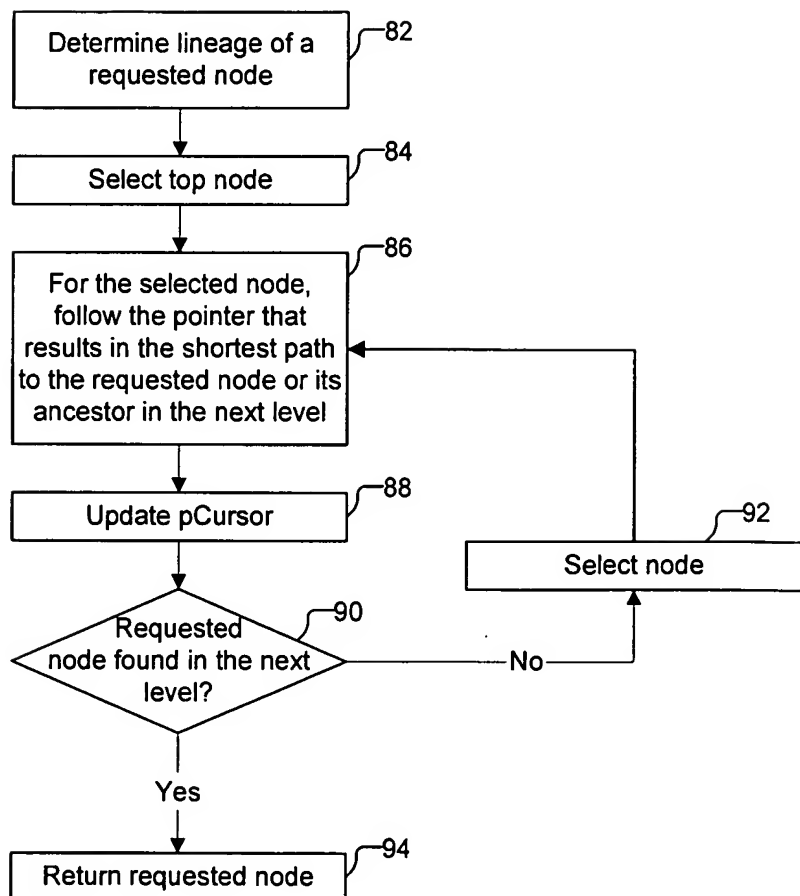 Determine lineage of a
requested node
82
Select top node
84
For the selected node,
follow the pointer that
results in the shortest path
to the requested node or its
ancestor in the next level
86
Update pCursor
88
Requested
node found in the next
level?
90
No
Select node
92
Yes
Return requested node
94